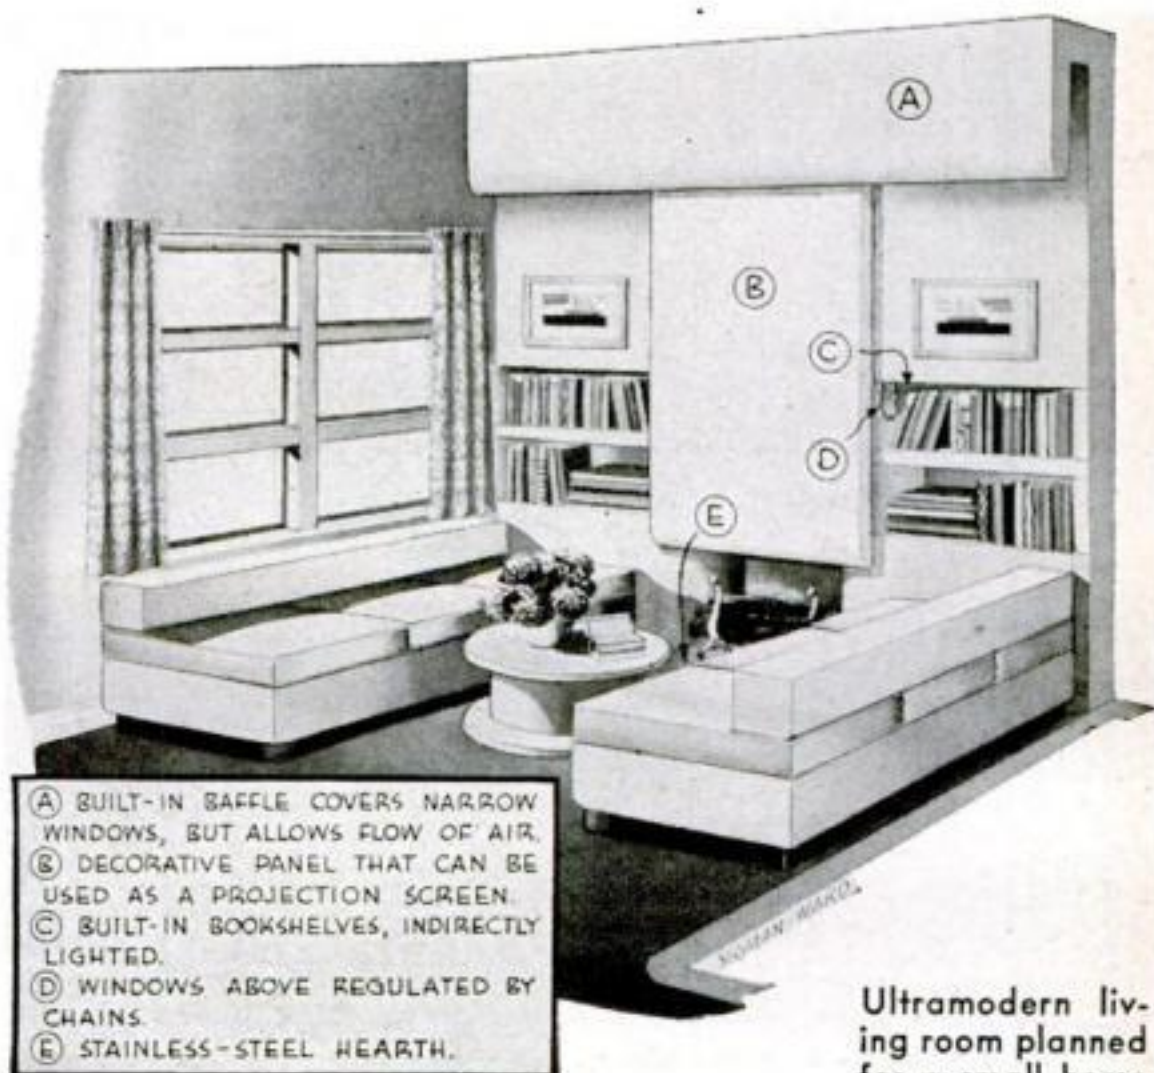 A
B
C
D
E
Ⓐ BUILT-IN BAFFLE COVERS NARROW
WINDOWS, BUT ALLOWS FLOW OF AIR.
Ⓑ DECORATIVE PANEL THAT CAN BE
USED AS A PROJECTION SCREEN.
Ⓒ BUILT-IN BOOKSHELVES, INDIRECTLY
LIGHTED.
Ⓓ WINDOWS ABOVE REGULATED BY
CHAINS.
Ⓔ STAINLESS-STEEL HEARTH.
Ultramodern liv-
ing room planned